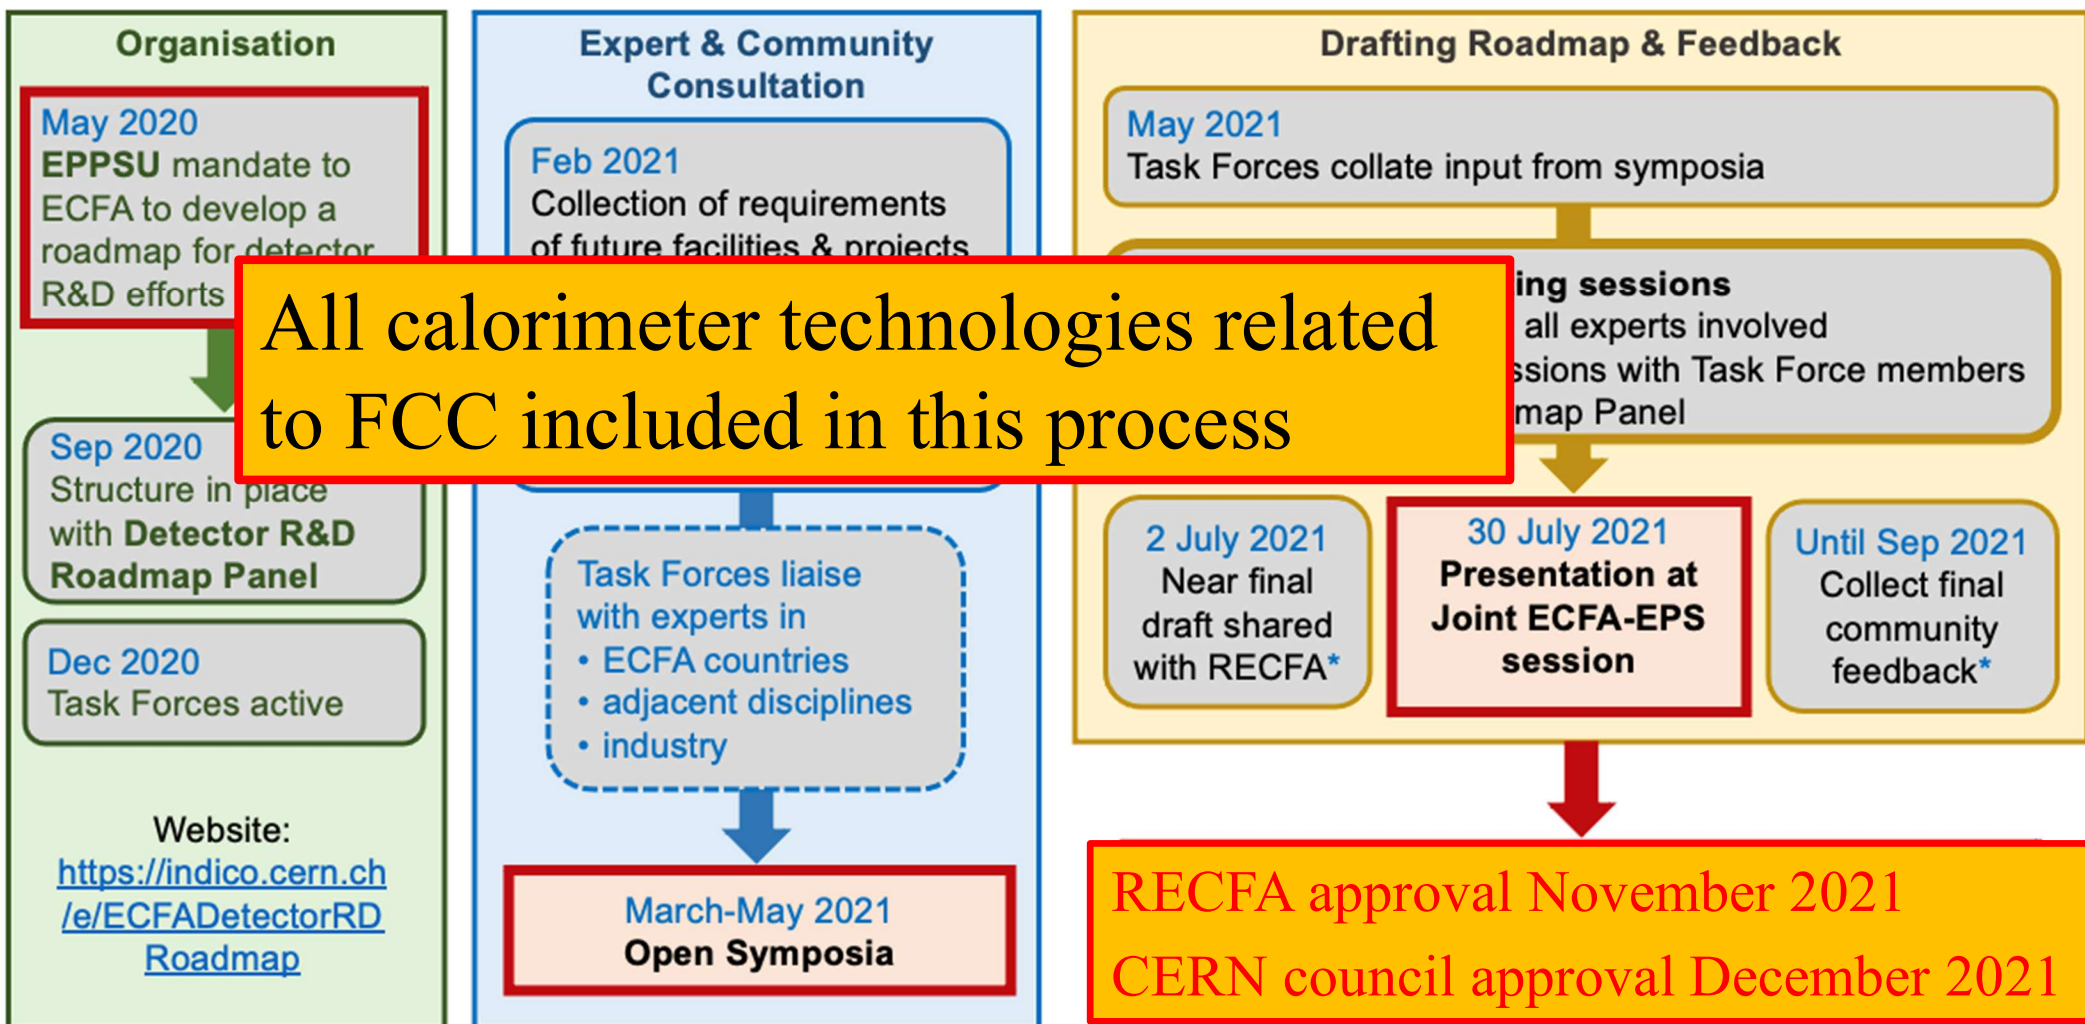 Organisation
May 2020
EPPSU mandate to
ECFA to develop a
roadmap for detector
R&D efforts
Sep 2020
Structure in place
with Detector R&D
Roadmap Panel
Dec 2020
Task Forces active
Website:
https://indico.cern.ch
/e/ECFADetectorRD
Roadmap
Expert & Community
Consultation
Feb 2021
Collection of requirements
of future facilities & projects
All calorimeter technologies related
to FCC included in this process
Task Forces liaise
with experts in
• ECFA countries
• adjacent disciplines
• industry
March-May 2021
Open Symposia
Drafting Roadmap & Feedback
May 2021
Task Forces collate input from symposia
ing sessions
all experts involved
ssions with Task Force members
map Panel
2 July 2021
Near final
draft shared
with RECFA*
30 July 2021
Presentation at
Joint ECFA-EPS
session
Until Sep 2021
Collect final
community
feedback*
RECFA approval November 2021
CERN council approval December 2021